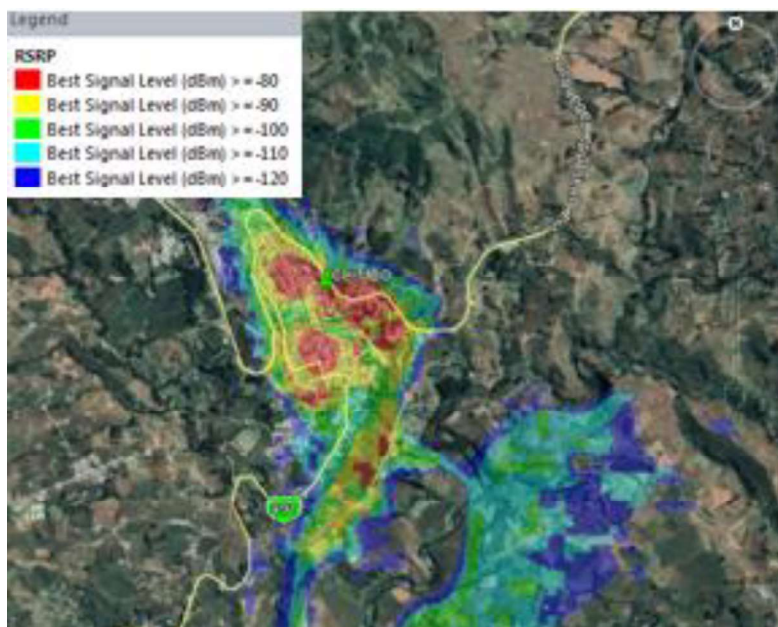 Legend
RSRP
Best Signal Level (dBm) >=-80
Best Signal Level (dBm) >=-90
Best Signal Level (dBm) >=-100
Best Signal Level (dBm) >=-110
Best Signal Level (dBm) >=-120